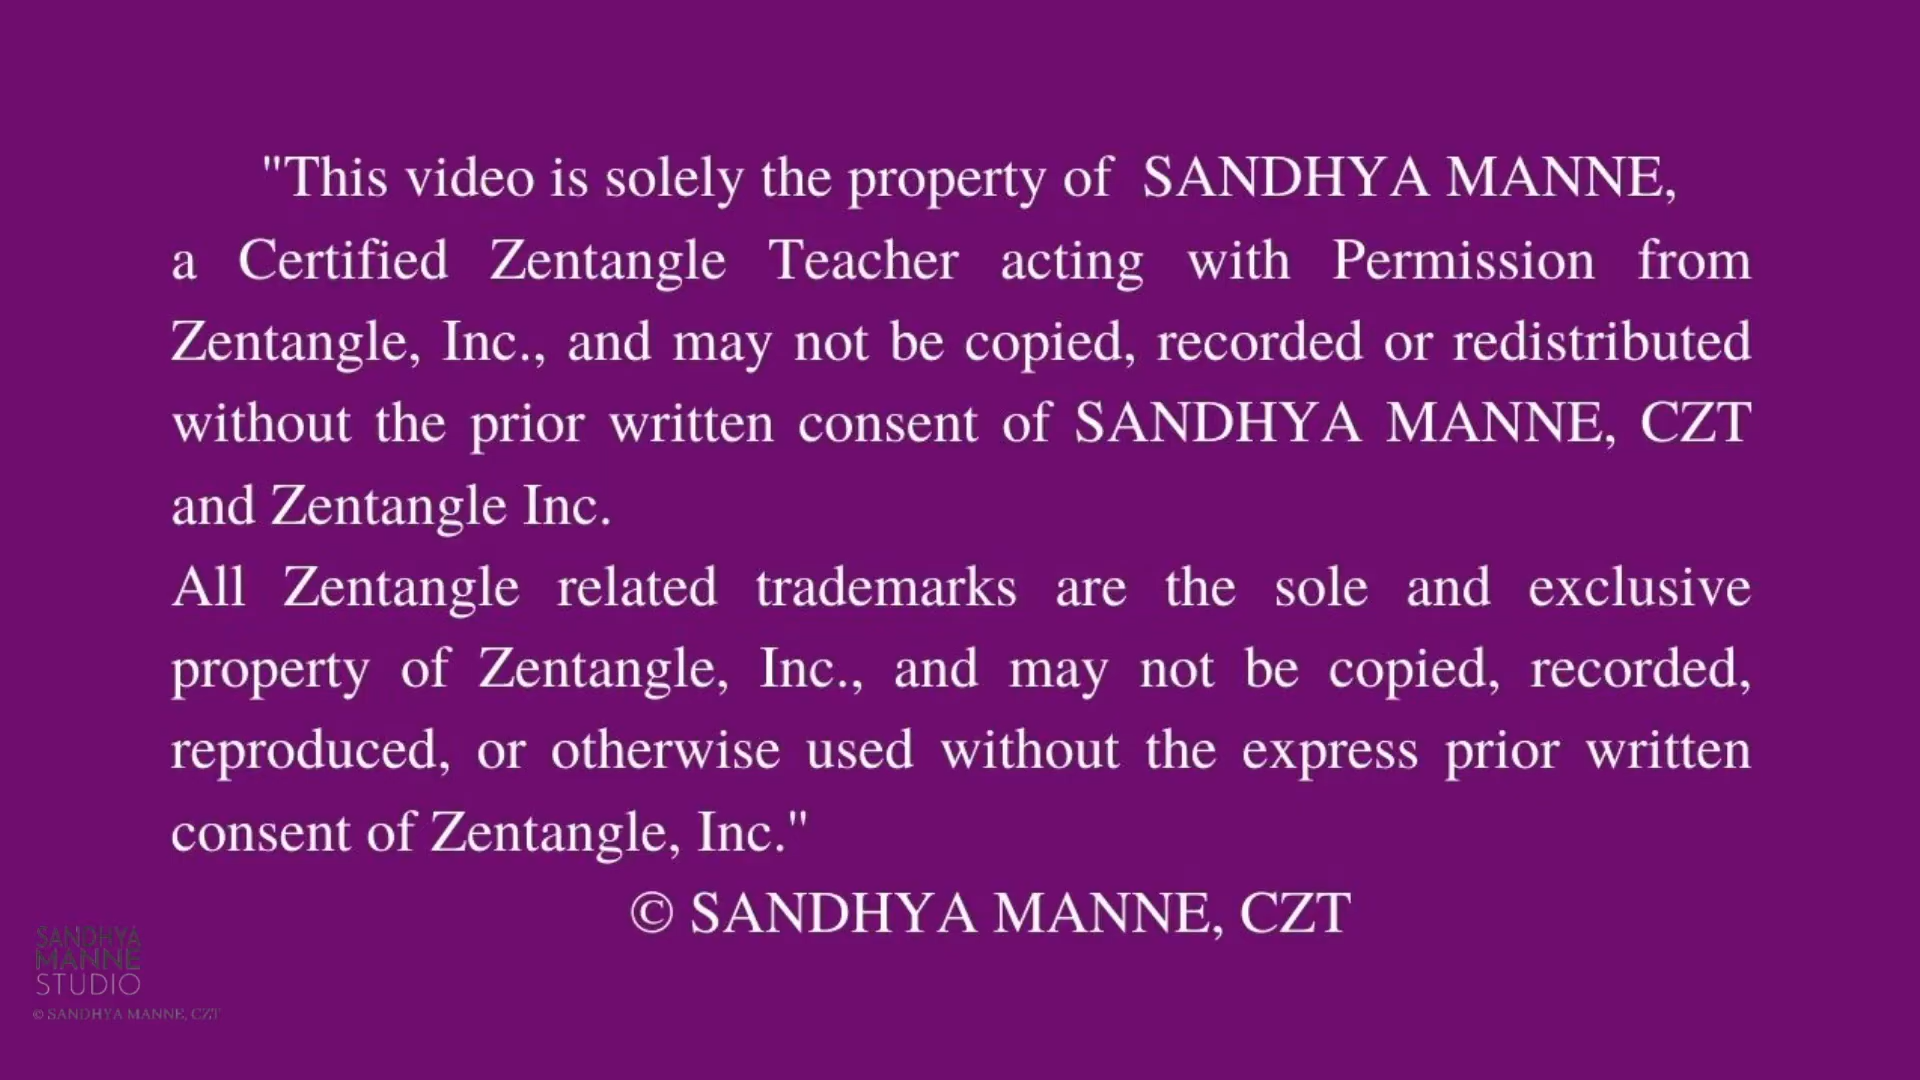 "This video is solely the property of SANDHYA MANNE,
a Certified Zentangle Teacher acting with Permission from
Zentangle, Inc., and may not be copied, recorded or redistributed
without the prior written consent of SANDHYA MANNE, CZT
and Zentangle Inc.
All Zentangle related trademarks are the sole and exclusive
property of Zentangle, Inc., and may not be copied, recorded,
reproduced, or otherwise used without the express prior written
consent of Zentangle, Inc."
© SANDHYA MANNE, CZT
SANDHYA
MANNE
STUDIO
© SANDHYA MANNE, CZT